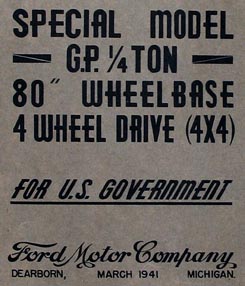 SPECIAL MODEL
G.P. 1/4 TON
80" WHEELBASE
4 WHEEL DRIVE (4X4)
FOR U.S. GOVERNMENT
Ford Motor Company
DEARBORN, MARCH 1941 MICHIGAN.